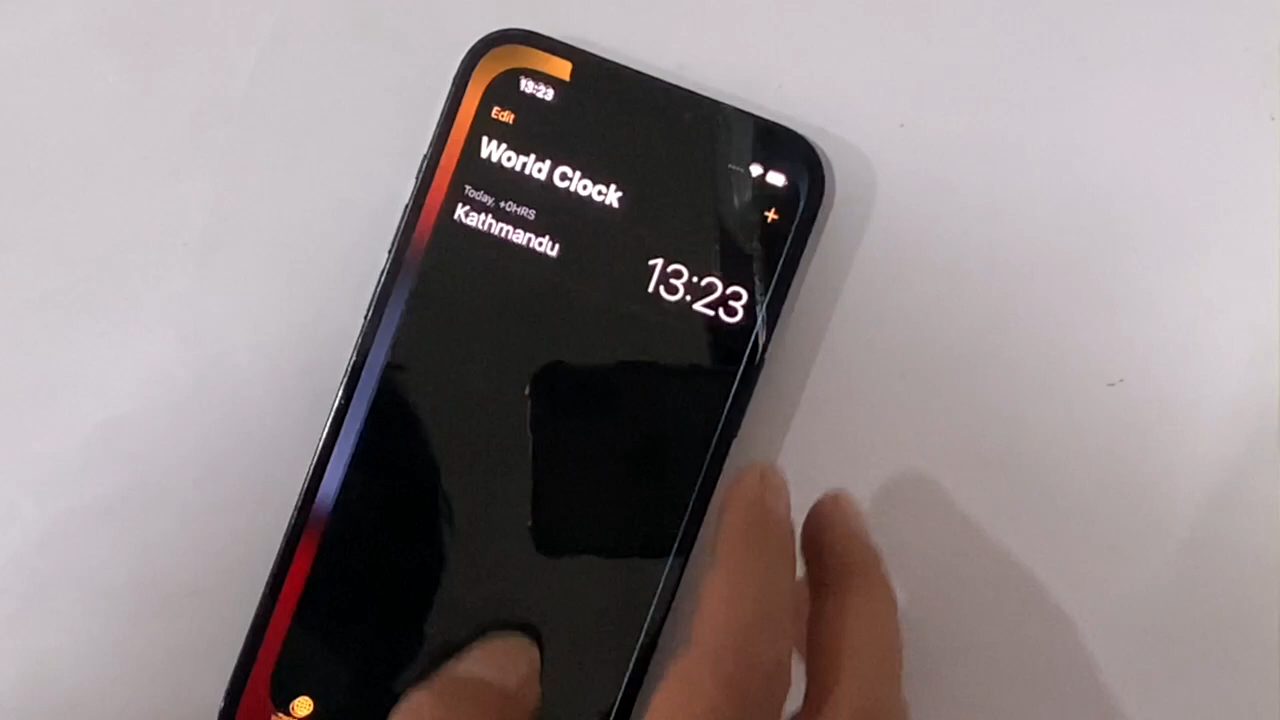 13:23
Edit
+
World Clock
Today, +0HRS
Kathmandu
13:23